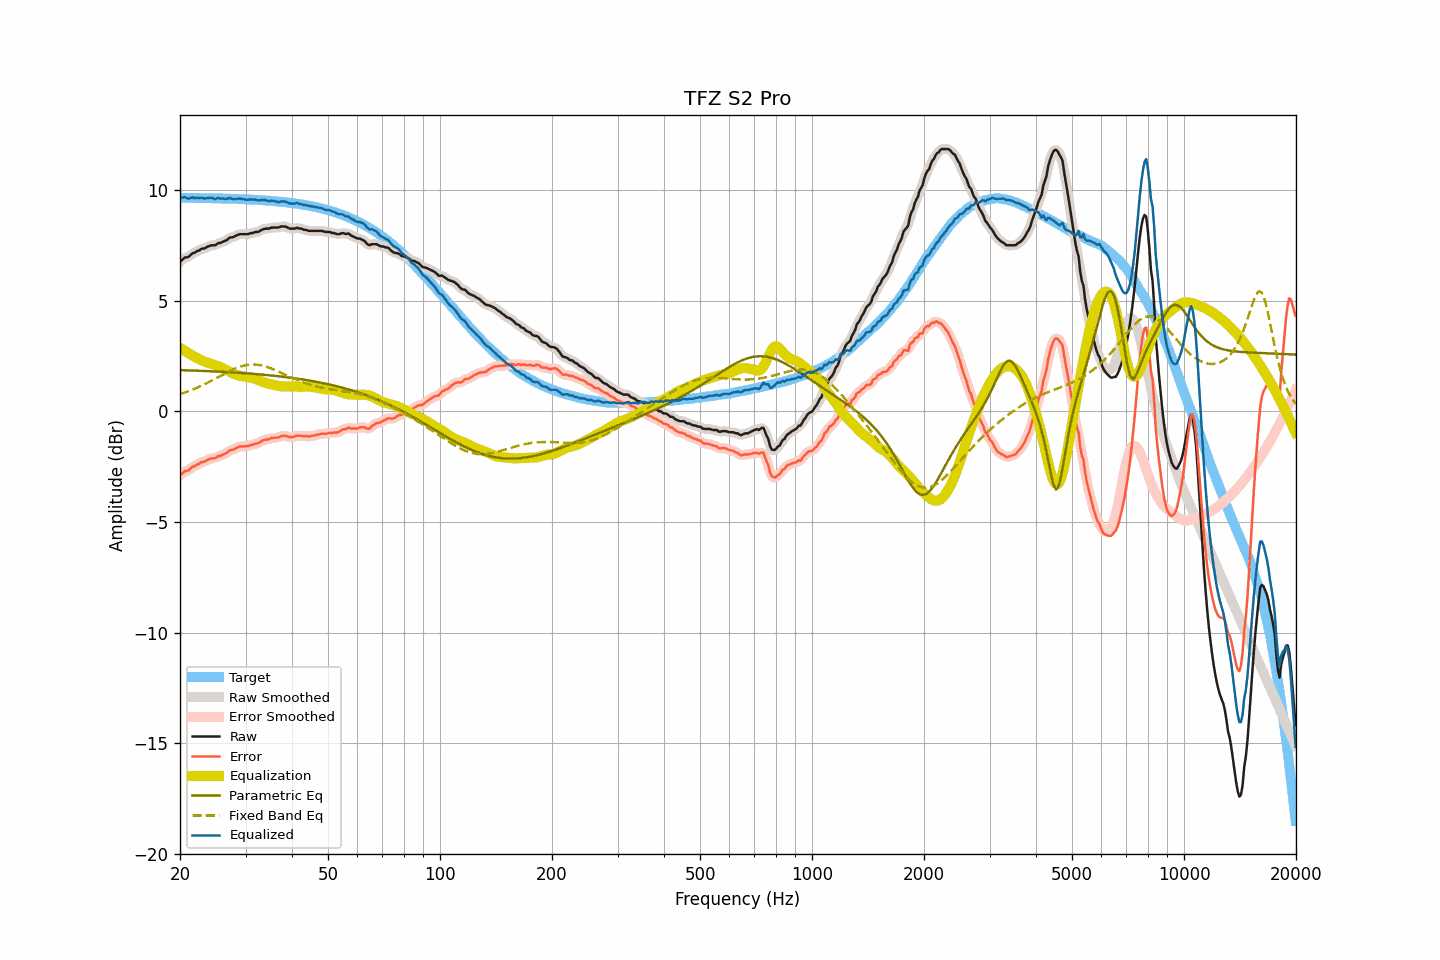 TFZ S2 Pro
Amplitude (dBr)
10
5
0
−5
−10
−15
−20
Target
Raw Smoothed
Error Smoothed
Raw
Error
Equalization
Parametric Eq
Fixed Band Eq
Equalized
20 50 100 200 500 1000 2000 5000 10000 20000
Frequency (Hz)